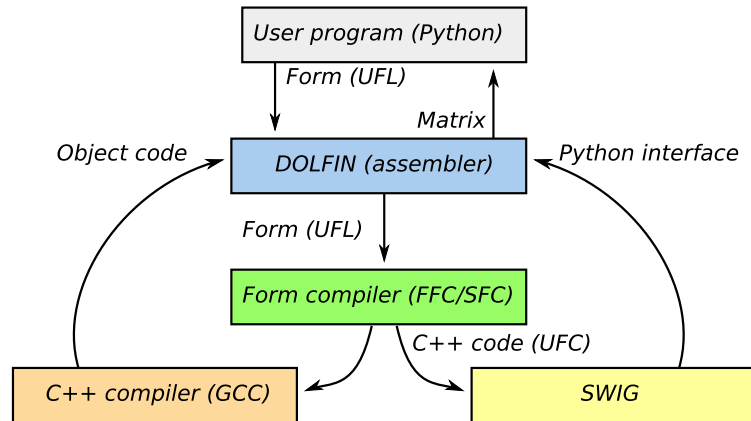 User program (Python)
Form (UFL)
Matrix
Object code
DOLFIN (assembler)
Python interface
Form (UFL)
Form compiler (FFC/SFC)
C++ code (UFC)
C++ compiler (GCC)
SWIG